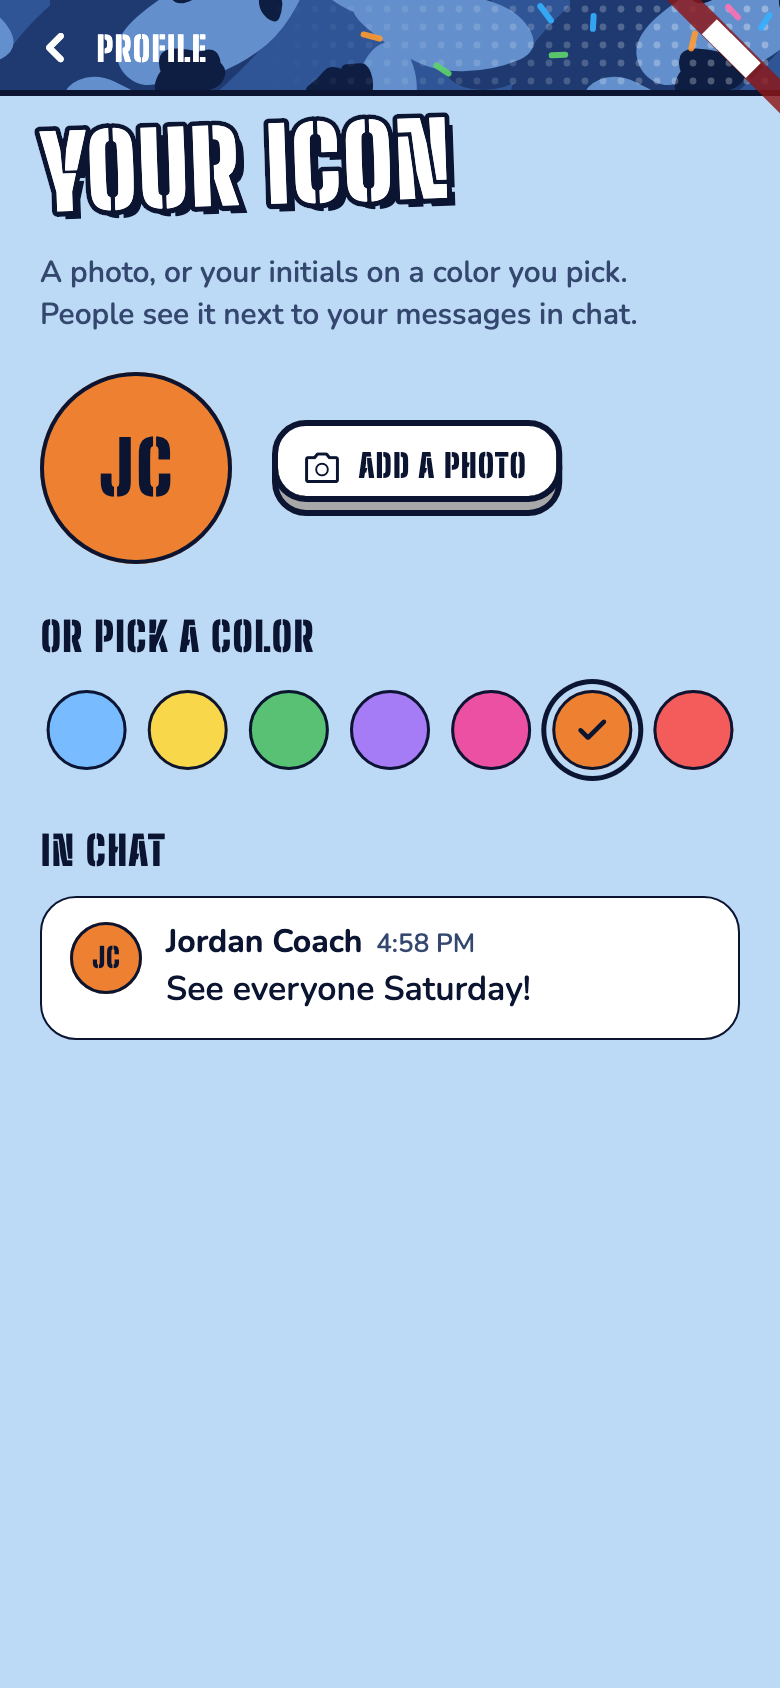 PROFILE
YOUR ICON!
A photo, or your initials on a color you pick.
People see it next to your messages in chat.
JC
ADD A PHOTO
OR PICK A COLOR
IN CHAT
JC
Jordan Coach 4:58 PM
See everyone Saturday!